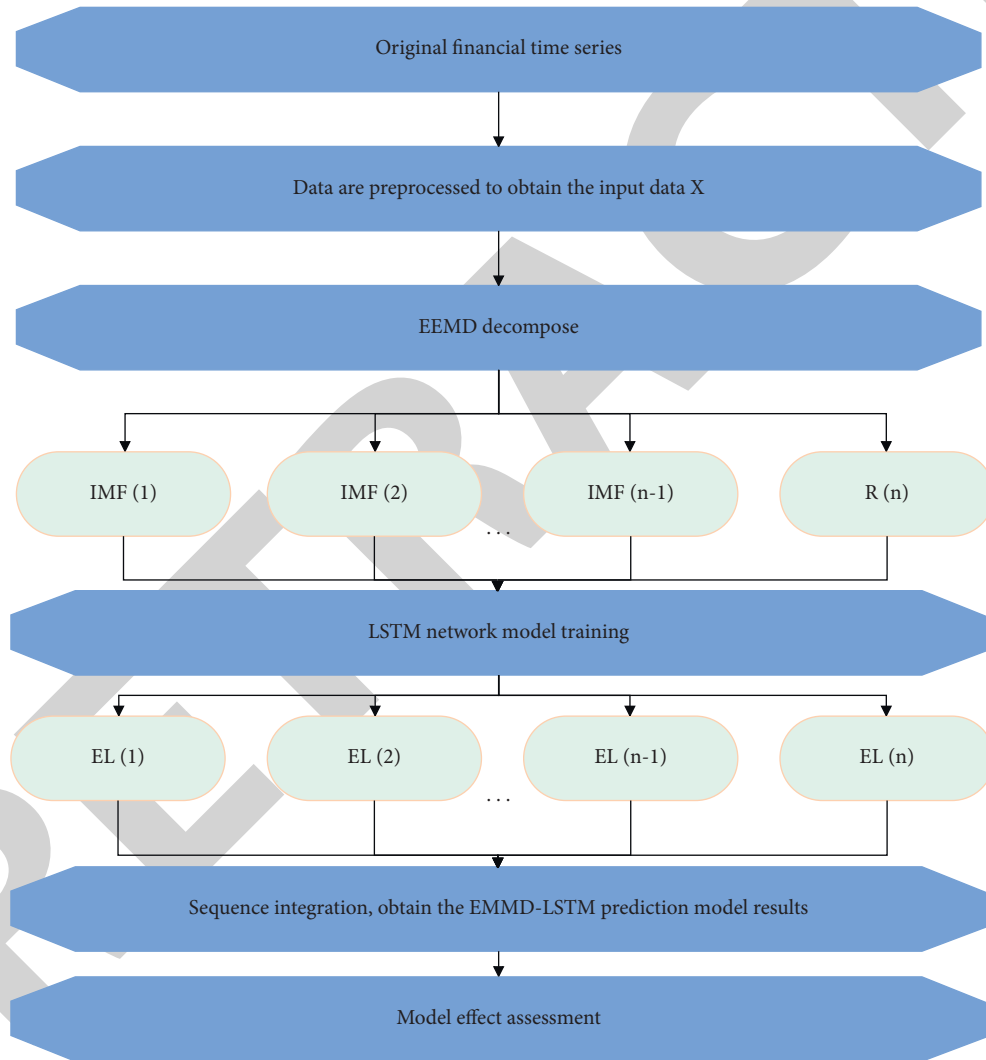 Original financial time series
Data are preprocessed to obtain the input data X
EEMD decompose
IMF (1)
IMF (2)
...
IMF (n-1)
R (n)
LSTM network model training
EL (1)
EL (2)
...
EL (n-1)
EL (n)
Sequence integration, obtain the EMMD-LSTM prediction model results
Model effect assessment